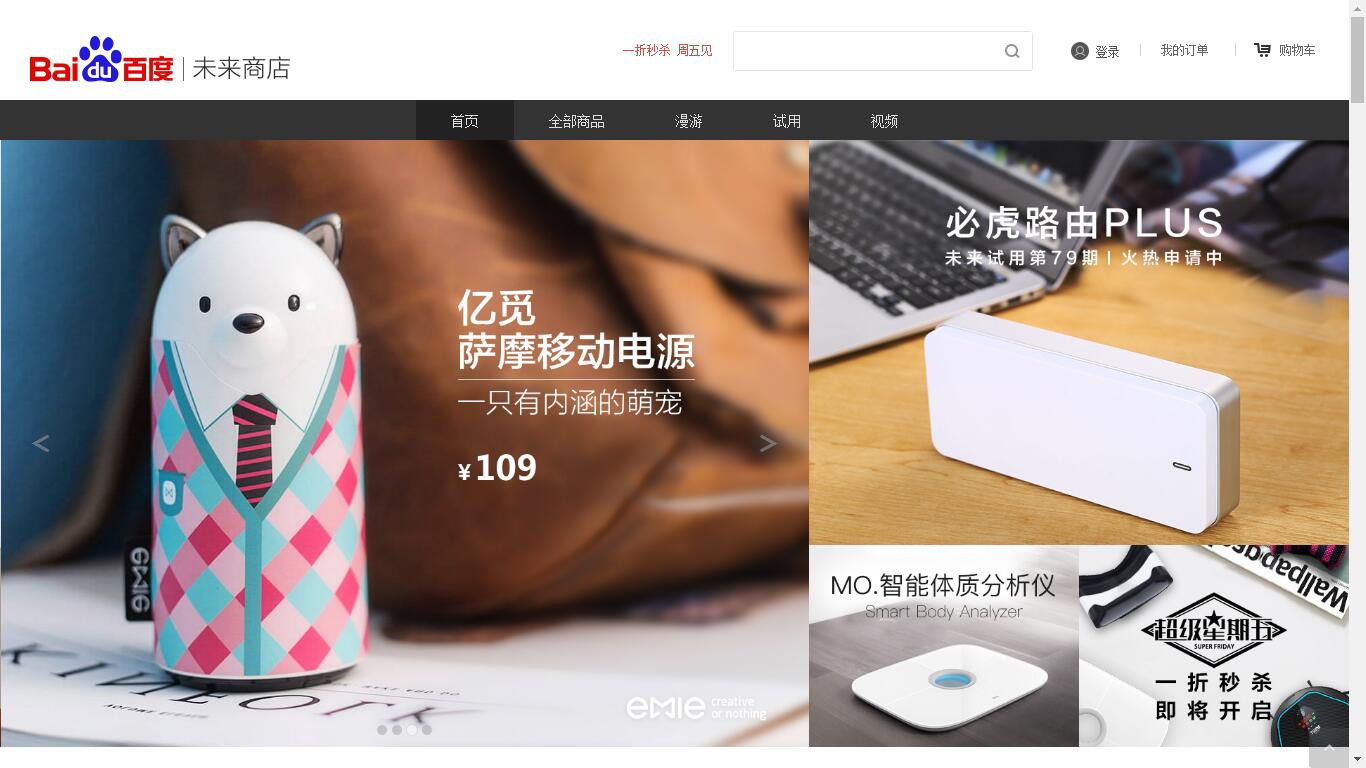 Bai du 百度 未来商店
一折秒杀 周五见
登录
我的订单
购物车
首页
全部商品
漫游
试用
视频
亿觅
萨摩移动电源
一只有内涵的萌宠
¥109
emie
emie creative
or nothing
必虎路由PLUS
未来试用第79期 | 火热申请中
MO.智能体质分析仪
Smart Body Analyzer
Wallpaper
超级星期五
SUPER FRIDAY
一折秒杀
即将开启